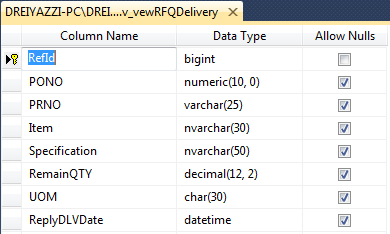 DREIYAZZI-PC\DREI....v_vewRFQDelivery
Column Name Data Type Allow Nulls
RefId bigint
PONO numeric(10, 0)
PRNO varchar(25)
Item nvarchar(30)
Specification nvarchar(50)
RemainQTY decimal(12, 2)
UOM char(30)
ReplyDLVDate datetime